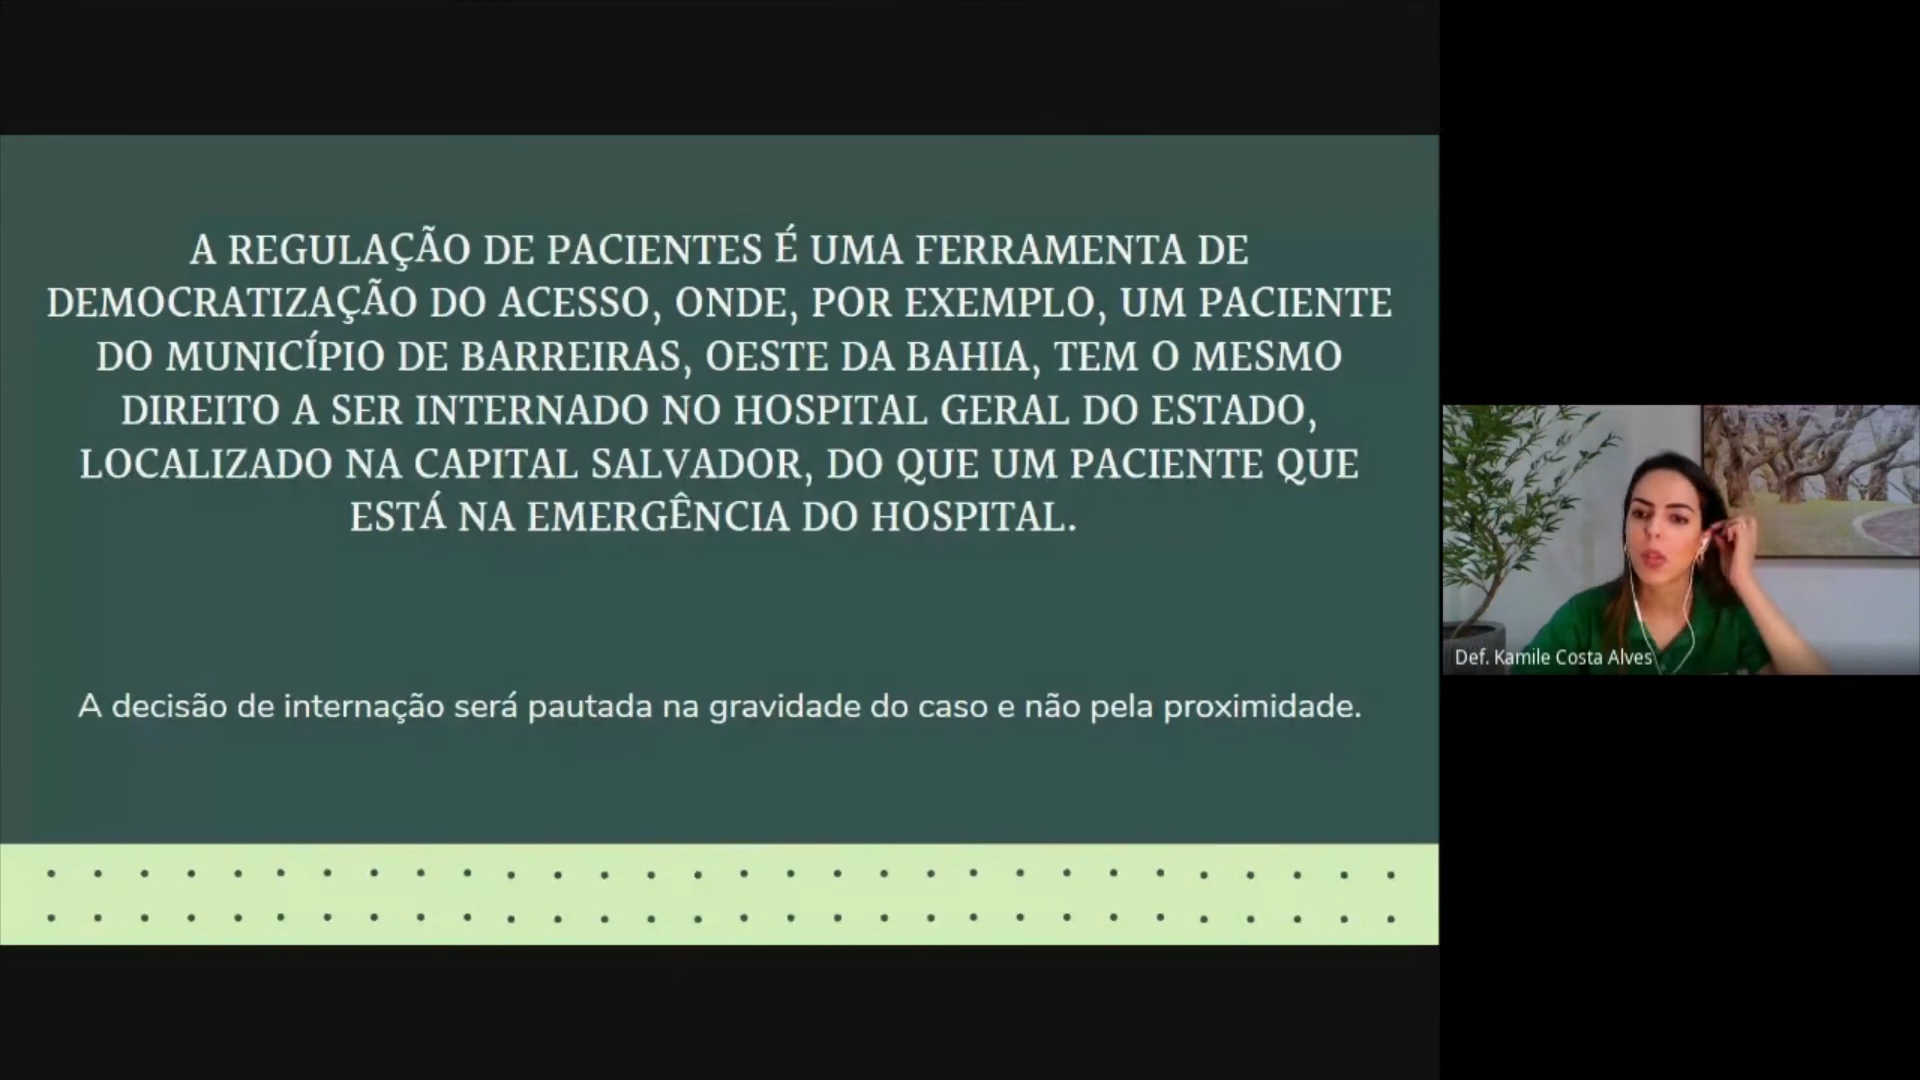 A REGULAÇÃO DE PACIENTES É UMA FERRAMENTA DE
DEMOCRATIZAÇÃO DO ACESSO, ONDE, POR EXEMPLO, UM PACIENTE
DO MUNICÍPIO DE BARREIRAS, OESTE DA BAHIA, TEM O MESMO
DIREITO A SER INTERNADO NO HOSPITAL GERAL DO ESTADO,
LOCALIZADO NA CAPITAL SALVADOR, DO QUE UM PACIENTE QUE
ESTÁ NA EMERGÊNCIA DO HOSPITAL.
A decisão de internação será pautada na gravidade do caso e não pela proximidade.
Def. Kamile Costa Alves